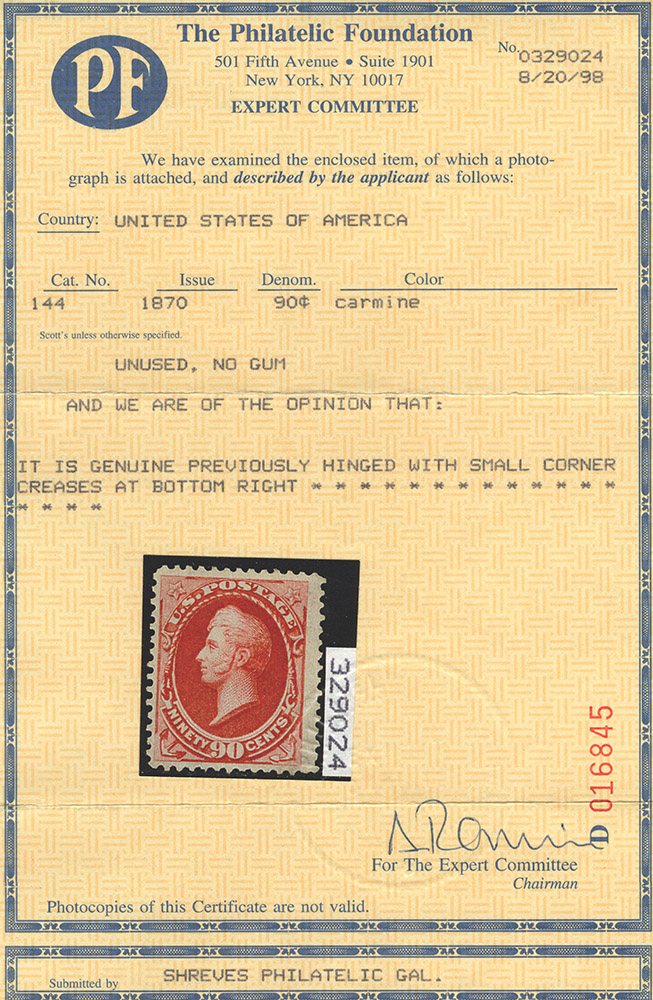 PF
The Philatelic Foundation
501 Fifth Avenue • Suite 1901
New York, NY 10017
EXPERT COMMITTEE
No. 0329024
8/20/98
We have examined the enclosed item, of which a photo-
graph is attached, and described by the applicant as follows:
Country: UNITED STATES OF AMERICA
Cat. No. Issue Denom. Color
144 1870 90¢ carmine
Scott's unless otherwise specified.
UNUSED, NO GUM
AND WE ARE OF THE OPINION THAT:
IT IS GENUINE PREVIOUSLY HINGED WITH SMALL CORNER
CREASES AT BOTTOM RIGHT * * * * * * * * * * * * *
* * * *
U.S. POSTAGE
NINETY 90 CENTS
329024
D 016845
For The Expert Committee
Chairman
Photocopies of this Certificate are not valid.
Submitted by SHREVES PHILATELIC GAL.